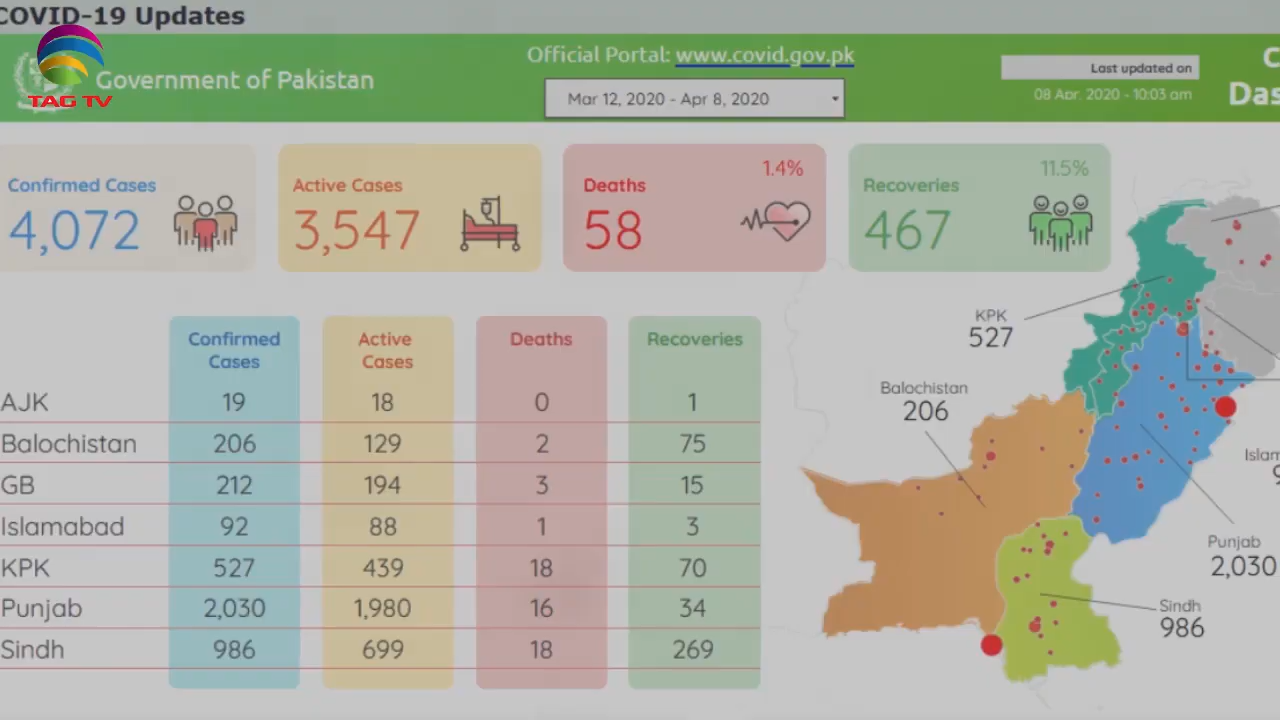 COVID-19 Updates
TAG TV
Government of Pakistan
Official Portal: www.covid.gov.pk
Mar 12, 2020 - Apr 8, 2020
Last updated on
08 Apr, 2020 - 10:03 am
C
Das
Confirmed Cases
4,072
Active Cases
3,547
Deaths
1.4%
58
Recoveries
11.5%
467
Confirmed Cases Active Cases Deaths Recoveries
AJK 19 18 0 1
Balochistan 206 129 2 75
GB 212 194 3 15
Islamabad 92 88 1 3
KPK 527 439 18 70
Punjab 2,030 1,980 16 34
Sindh 986 699 18 269
KPK
527
Balochistan
206
Islam
9
Punjab
2,030
Sindh
986